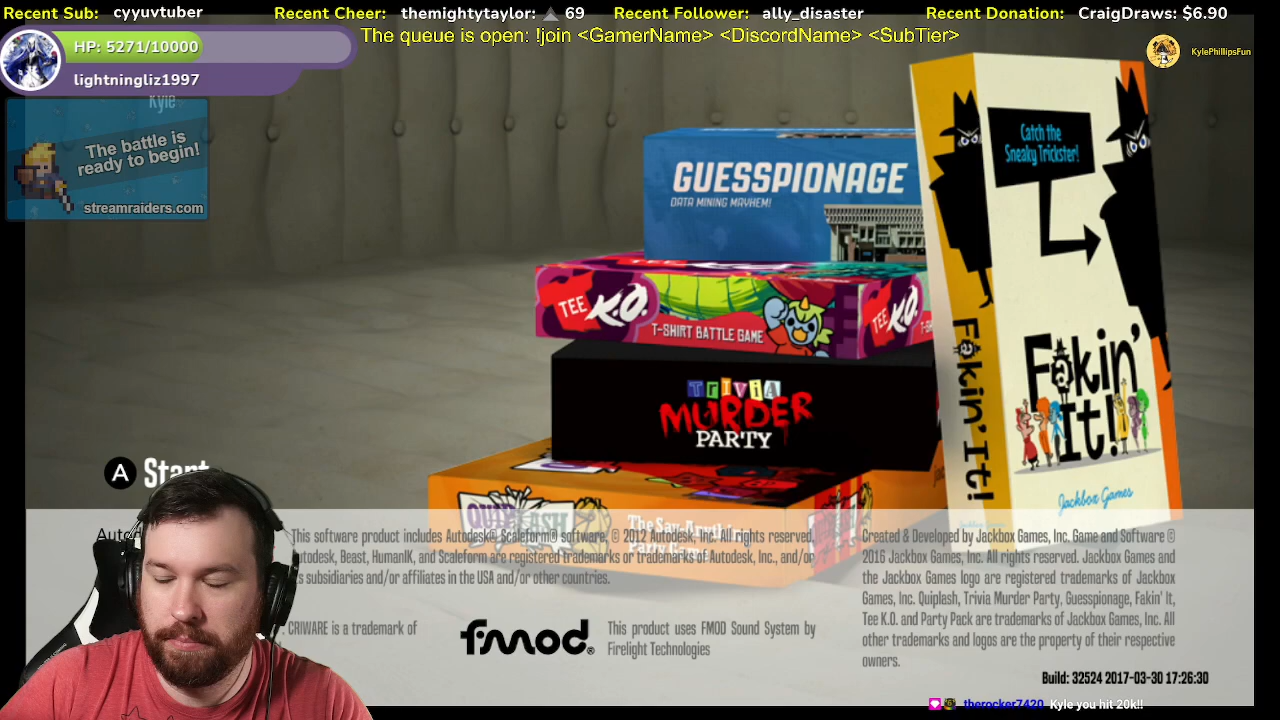 Recent Sub: cyyuvtuber
Recent Cheer: themightytaylor: 69
Recent Follower: ally_disaster
Recent Donation: CraigDraws: $6.90
The queue is open: !join <GamerName> <DiscordName> <SubTier>
HP: 5271/10000
lightningliz1997
Kyle
The battle is
ready to begin!
streamraiders.com
KylePhillipsFun
GUESSPIONAGE
DATA MINING MAYHEM!
TEE K.O.
T-SHIRT BATTLE GAME
TEE K.O.
TRIVIA
MURDER
PARTY
QUIPLASH
The Say-Anything
Catch the
Sneaky Trickster!
Fakin' It!
Fakin'
It!
Jackbox Games
A Start
This software product includes Autodesk® Scaleform® software, © 2012 Autodesk, Inc. All rights reserved.
Autodesk, Beast, HumanIK, and Scaleform are registered trademarks or trademarks of Autodesk, Inc., and/or
its subsidiaries and/or affiliates in the USA and/or other countries.
CRIWARE is a trademark of
fmod®
This product uses FMOD Sound System by
Firelight Technologies
Created & Developed by Jackbox Games, Inc. Game and Software ©
2016 Jackbox Games, Inc. All rights reserved. Jackbox Games and
the Jackbox Games logo are registered trademarks of Jackbox
Games, Inc. Quiplash, Trivia Murder Party, Guesspionage, Fakin' It,
Tee K.O. and Party Pack are trademarks of Jackbox Games, Inc. All
other trademarks and logos are the property of their respective
owners.
Build: 32524 2017-03-30 17:26:30
therocker7420 Kyle you hit 20k!!